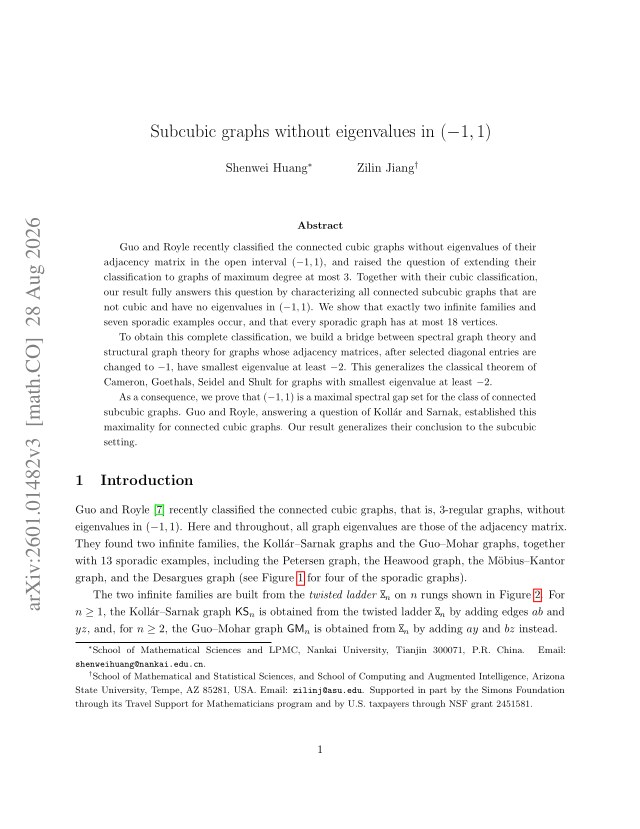 arXiv:2601.01482v3 [math.CO] 28 Aug 2026
Subcubic graphs without eigenvalues in (−1, 1)
Shenwei Huang* Zilin Jiang†
Abstract
Guo and Royle recently classified the connected cubic graphs without eigenvalues of their
adjacency matrix in the open interval (−1, 1), and raised the question of extending their
classification to graphs of maximum degree at most 3. Together with their cubic classification,
our result fully answers this question by characterizing all connected subcubic graphs that are
not cubic and have no eigenvalues in (−1, 1). We show that exactly two infinite families and
seven sporadic examples occur, and that every sporadic graph has at most 18 vertices.
To obtain this complete classification, we build a bridge between spectral graph theory and
structural graph theory for graphs whose adjacency matrices, after selected diagonal entries are
changed to −1, have smallest eigenvalue at least −2. This generalizes the classical theorem of
Cameron, Goethals, Seidel and Shult for graphs with smallest eigenvalue at least −2.
As a consequence, we prove that (−1, 1) is a maximal spectral gap set for the class of connected
subcubic graphs. Guo and Royle, answering a question of Kollár and Sarnak, established this
maximality for connected cubic graphs. Our result generalizes their conclusion to the subcubic
setting.
1 Introduction
Guo and Royle [7] recently classified the connected cubic graphs, that is, 3-regular graphs, without
eigenvalues in (−1, 1). Here and throughout, all graph eigenvalues are those of the adjacency matrix.
They found two infinite families, the Kollár–Sarnak graphs and the Guo–Mohar graphs, together
with 13 sporadic examples, including the Petersen graph, the Heawood graph, the Möbius–Kantor
graph, and the Desargues graph (see Figure 1 for four of the sporadic graphs).
The two infinite families are built from the twisted ladder 𝕏n on n rungs shown in Figure 2. For
n ≥ 1, the Kollár–Sarnak graph KSn is obtained from the twisted ladder 𝕏n by adding edges ab and
yz, and, for n ≥ 2, the Guo–Mohar graph GMn is obtained from 𝕏n by adding ay and bz instead.
*School of Mathematical Sciences and LPMC, Nankai University, Tianjin 300071, P.R. China. Email:
shenweihuang@nankai.edu.cn.
†School of Mathematical and Statistical Sciences, and School of Computing and Augmented Intelligence, Arizona
State University, Tempe, AZ 85281, USA. Email: zilinj@asu.edu. Supported in part by the Simons Foundation
through its Travel Support for Mathematicians program and by U.S. taxpayers through NSF grant 2451581.
1